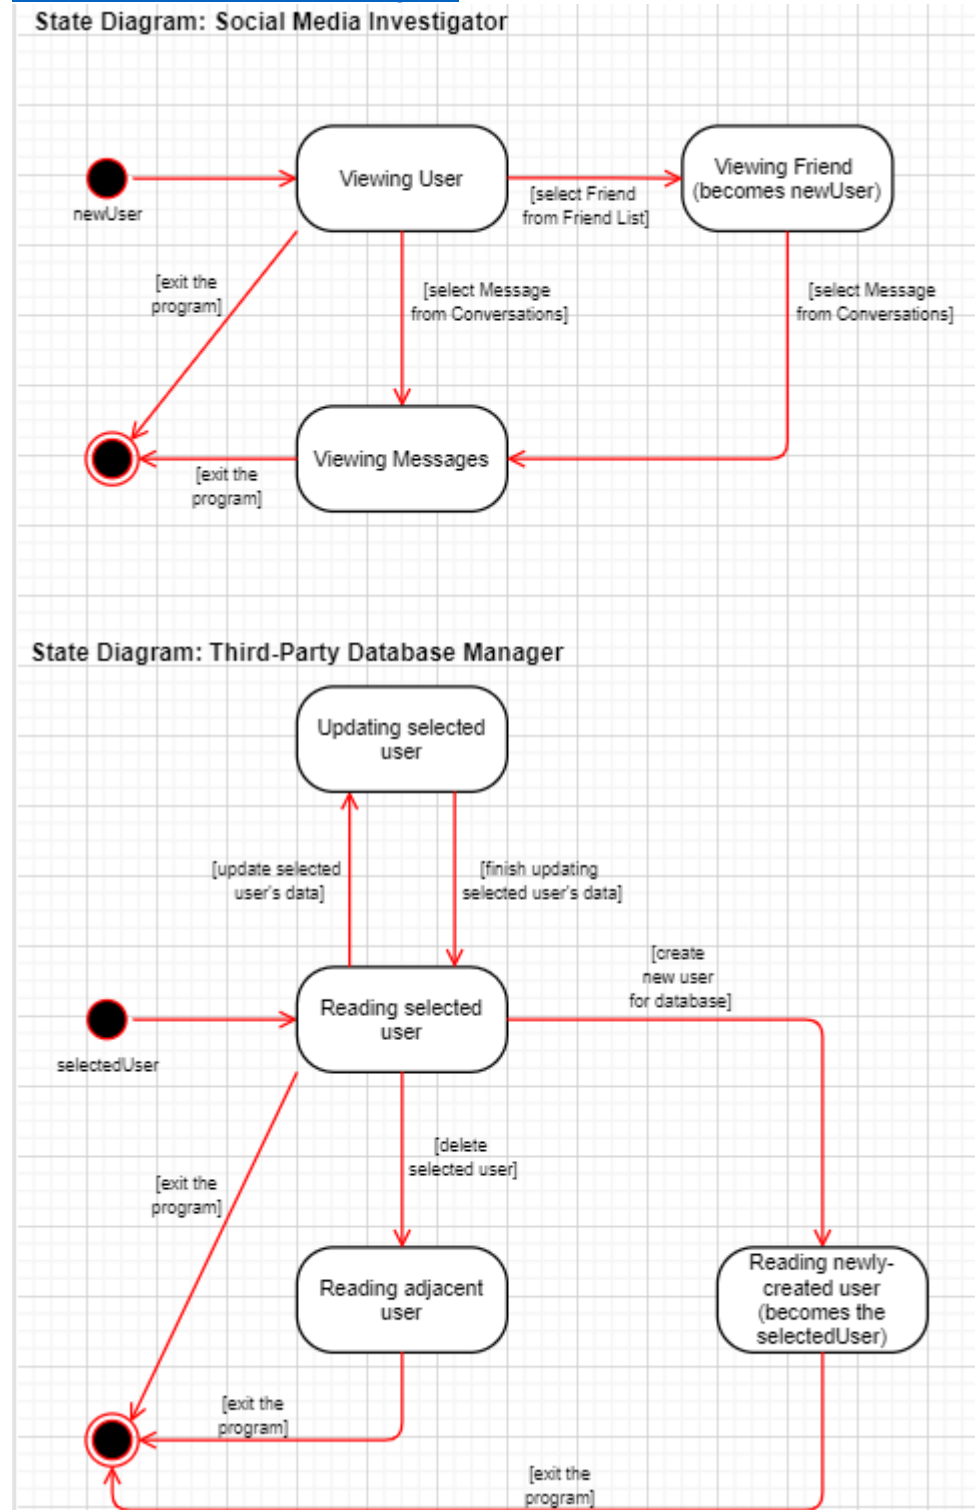 State Diagram: Social Media Investigator
Viewing User
Viewing Friend
(becomes newUser)
newUser
[select Friend
from Friend List]
[exit the
program]
[select Message
from Conversations]
[select Message
from Conversations]
Viewing Messages
[exit the
program]
State Diagram: Third-Party Database Manager
Updating selected
user
[update selected
user's data]
[finish updating
selected user's data]
[create
new user
for database]
Reading selected
user
selectedUser
[delete
selected user]
[exit the
program]
Reading adjacent
user
Reading newly-
created user
(becomes the
selectedUser)
[exit the
program]
[exit the
program]